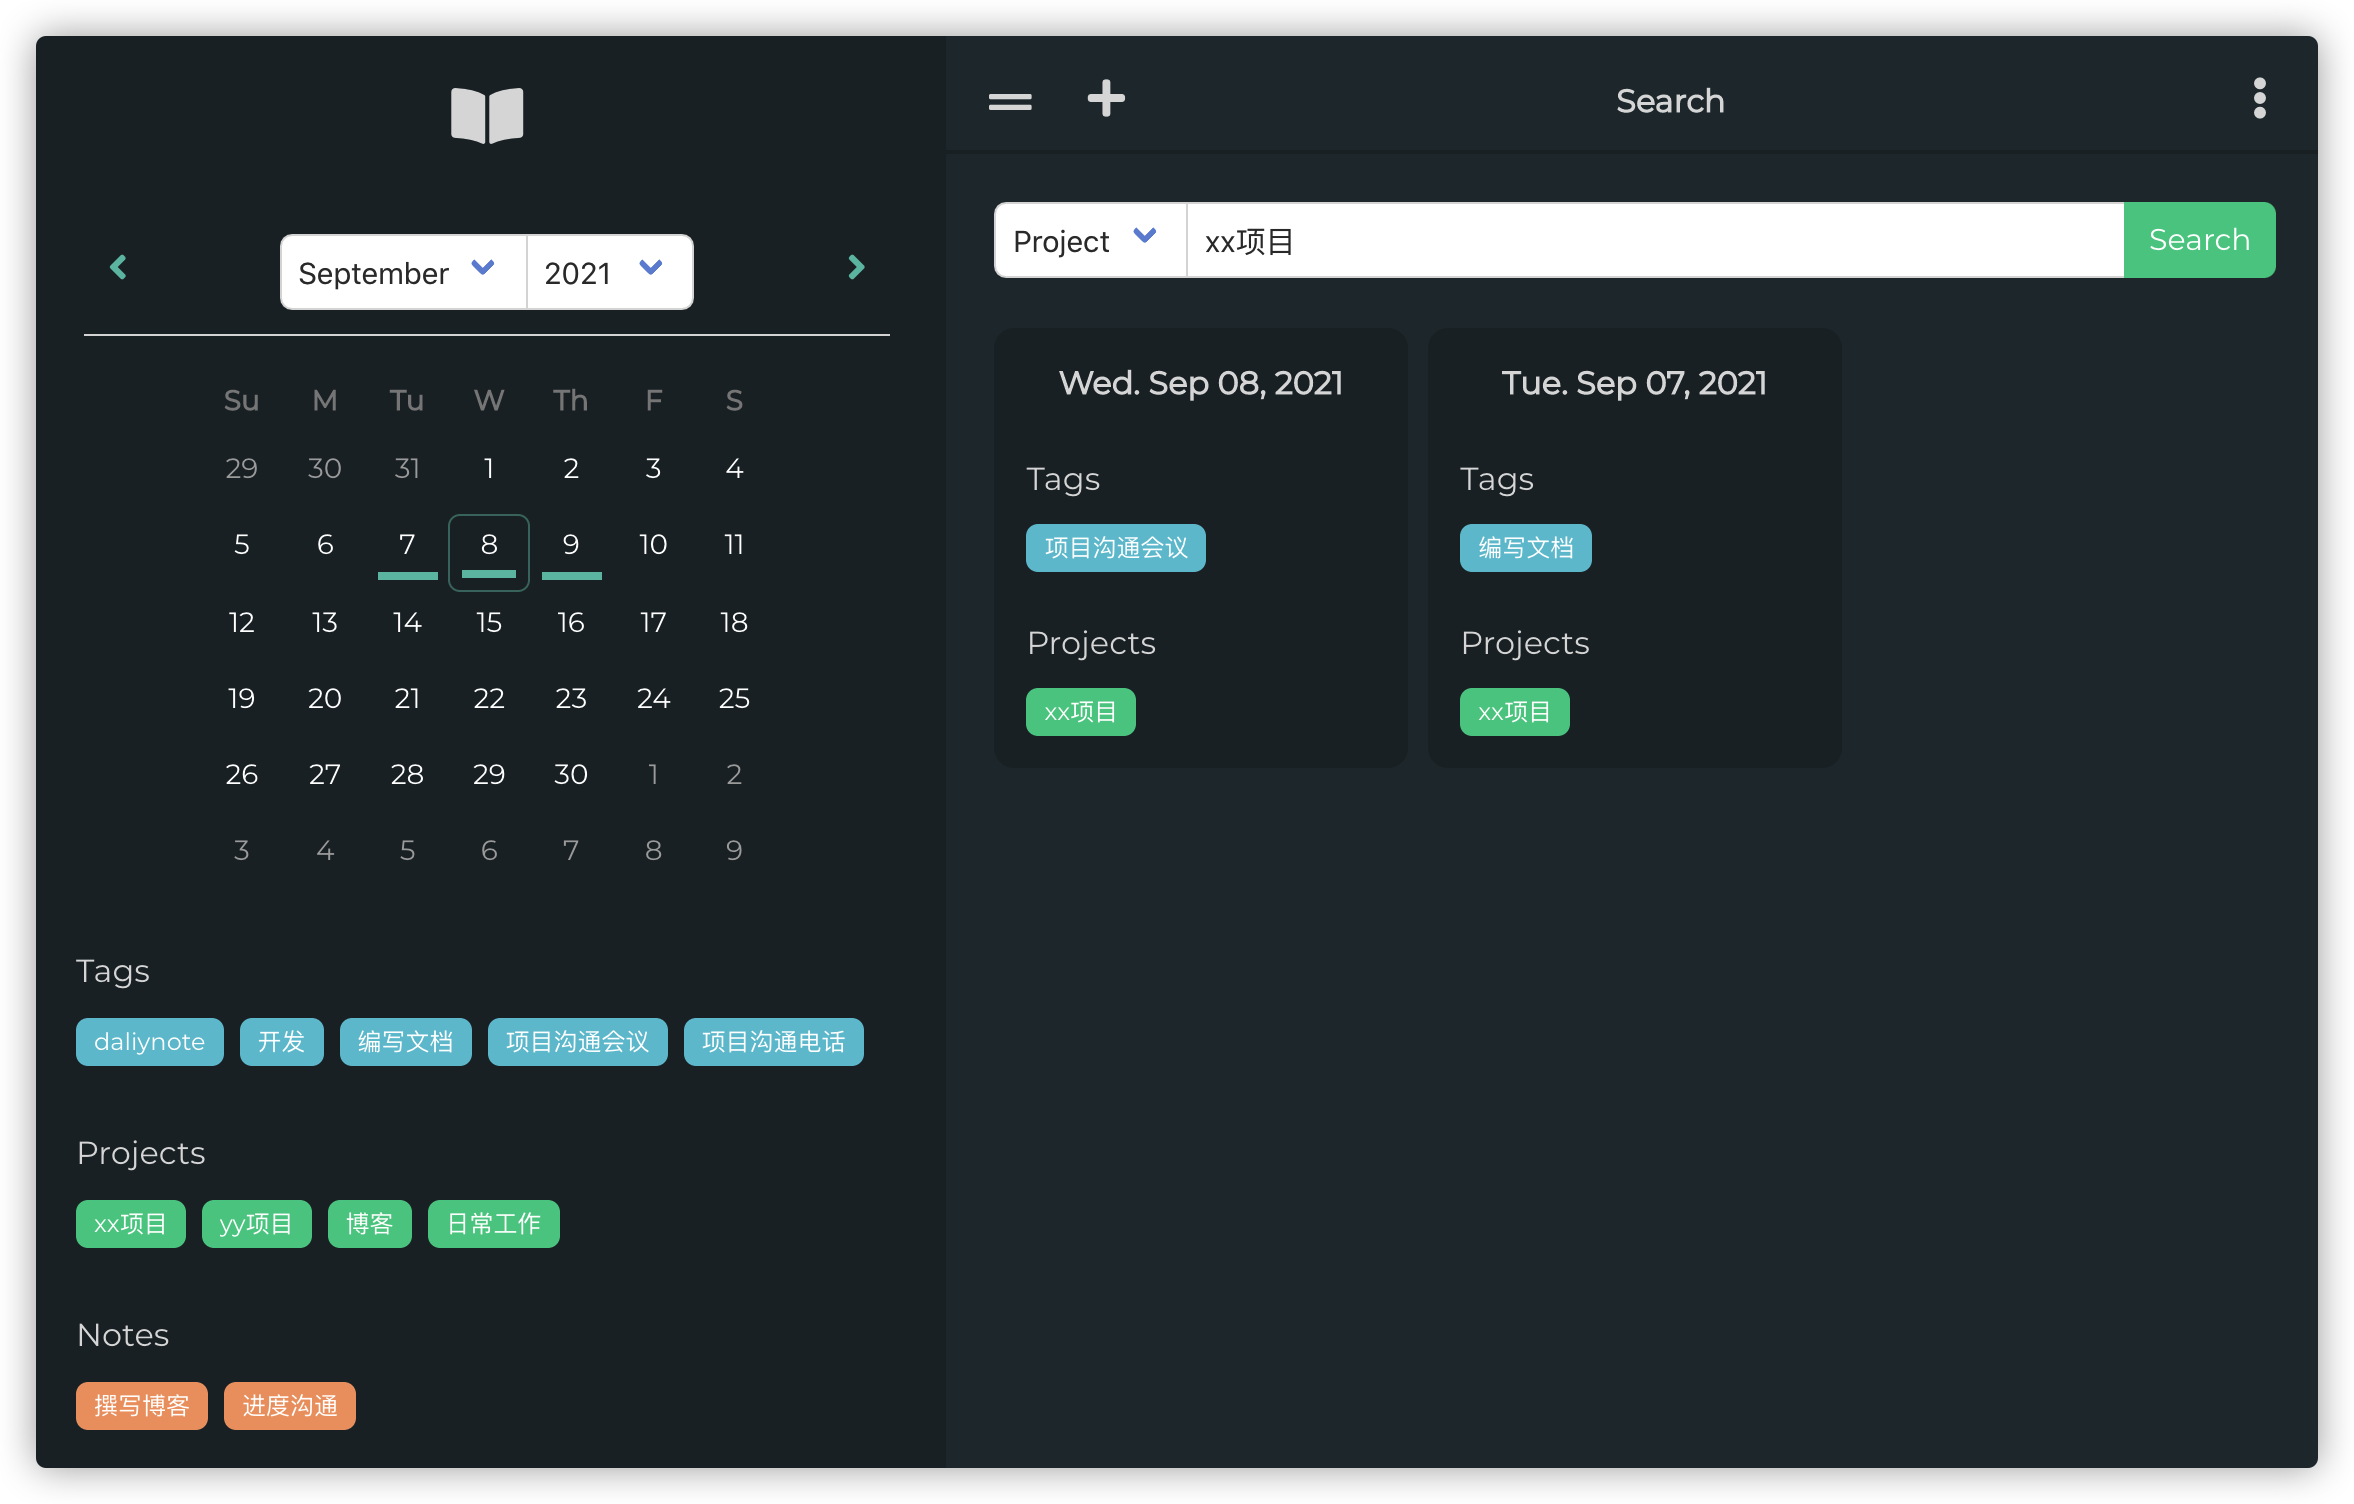 September 2021
Su M Tu W Th F S
29 30 31 1 2 3 4
5 6 7 8 9 10 11
12 13 14 15 16 17 18
19 20 21 22 23 24 25
26 27 28 29 30 1 2
3 4 5 6 7 8 9
Tags
daliynote 开发 编写文档 项目沟通会议 项目沟通电话
Projects
xx项目 yy项目 博客 日常工作
Notes
撰写博客 进度沟通
Search
Project xx项目 Search
Wed. Sep 08, 2021
Tags
项目沟通会议
Projects
xx项目
Tue. Sep 07, 2021
Tags
编写文档
Projects
xx项目